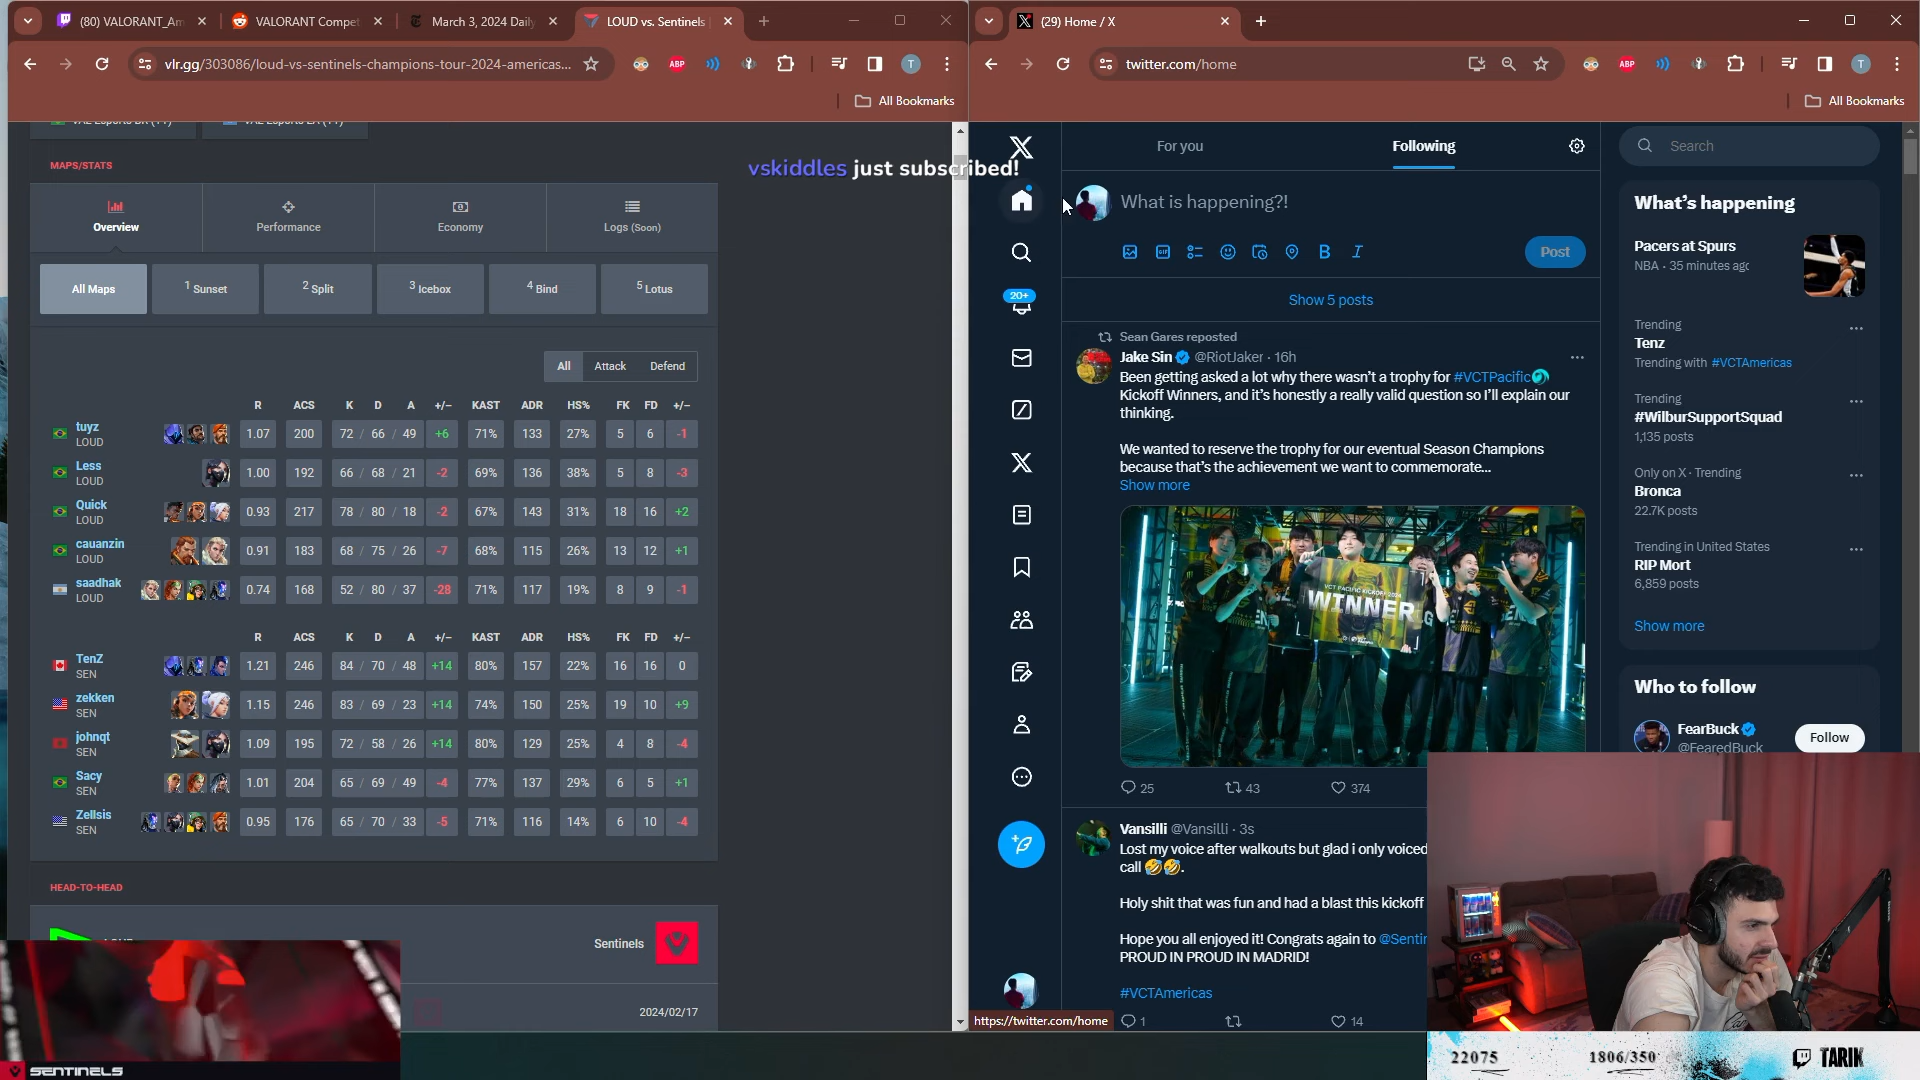 (80) VALORANT_Am
VALORANT Compet
March 3, 2024 Daily
LOUD vs. Sentinels
(29) Home / X
vlr.gg/303086/loud-vs-sentinels-champions-tour-2024-americas...
ABP
T
twitter.com/home
ABP
T
All Bookmarks
All Bookmarks
MAPS/STATS
vskiddles just subscribed!
Overview
Performance
Economy
Logs (Soon)
All Maps
1 Sunset
2 Split
3 Icebox
4 Bind
5 Lotus
All
Attack
Defend
R ACS K D A +/– KAST ADR HS% FK FD +/–
tuyz LOUD 1.07 200 72 / 66 / 49 +6 71% 133 27% 5 6 -1
Less LOUD 1.00 192 66 / 68 / 21 -2 69% 136 38% 5 8 -3
Quick LOUD 0.93 217 78 / 80 / 18 -2 67% 143 31% 18 16 +2
cauanzin LOUD 0.91 183 68 / 75 / 26 -7 68% 115 26% 13 12 +1
saadhak LOUD 0.74 168 52 / 80 / 37 -28 71% 117 19% 8 9 -1
R ACS K D A +/– KAST ADR HS% FK FD +/–
TenZ SEN 1.21 246 84 / 70 / 48 +14 80% 157 22% 16 16 0
zekken SEN 1.15 246 83 / 69 / 23 +14 74% 150 25% 19 10 +9
johnqt SEN 1.09 195 72 / 58 / 26 +14 80% 129 25% 4 8 -4
Sacy SEN 1.01 204 65 / 69 / 49 -4 77% 137 29% 6 5 +1
Zellsis SEN 0.95 176 65 / 70 / 33 -5 71% 116 14% 6 10 -4
HEAD-TO-HEAD
Sentinels
2024/02/17
SENTINELS
20+
For you
Following
What is happening?!
Post
Show 5 posts
Sean Gares reposted
Jake Sin @RiotJaker · 16h
Been getting asked a lot why there wasn't a trophy for #VCTPacific
Kickoff Winners, and it's honestly a really valid question so I'll explain our
thinking.
We wanted to reserve the trophy for our eventual Season Champions
because that's the achievement we want to commemorate...
Show more
VCT PACIFIC KICKOFF 2024
WINNER
25
43
374
Vansilli @Vansilli · 3s
Lost my voice after walkouts but glad i only voiced
call 🤣🤣.
Holy shit that was fun and had a blast this kickoff
Hope you all enjoyed it! Congrats again to @Sentin
PROUD IN PROUD IN MADRID!
#VCTAmericas
1
14
https://twitter.com/home
Search
What's happening
Pacers at Spurs
NBA · 35 minutes ago
Trending
Tenz
Trending with #VCTAmericas
Trending
#WilburSupportSquad
1,135 posts
Only on X · Trending
Bronca
22.7K posts
Trending in United States
RIP Mort
6,859 posts
Show more
Who to follow
FearBuck
@FearedBuck
Follow
22075
1806/350
TARIK